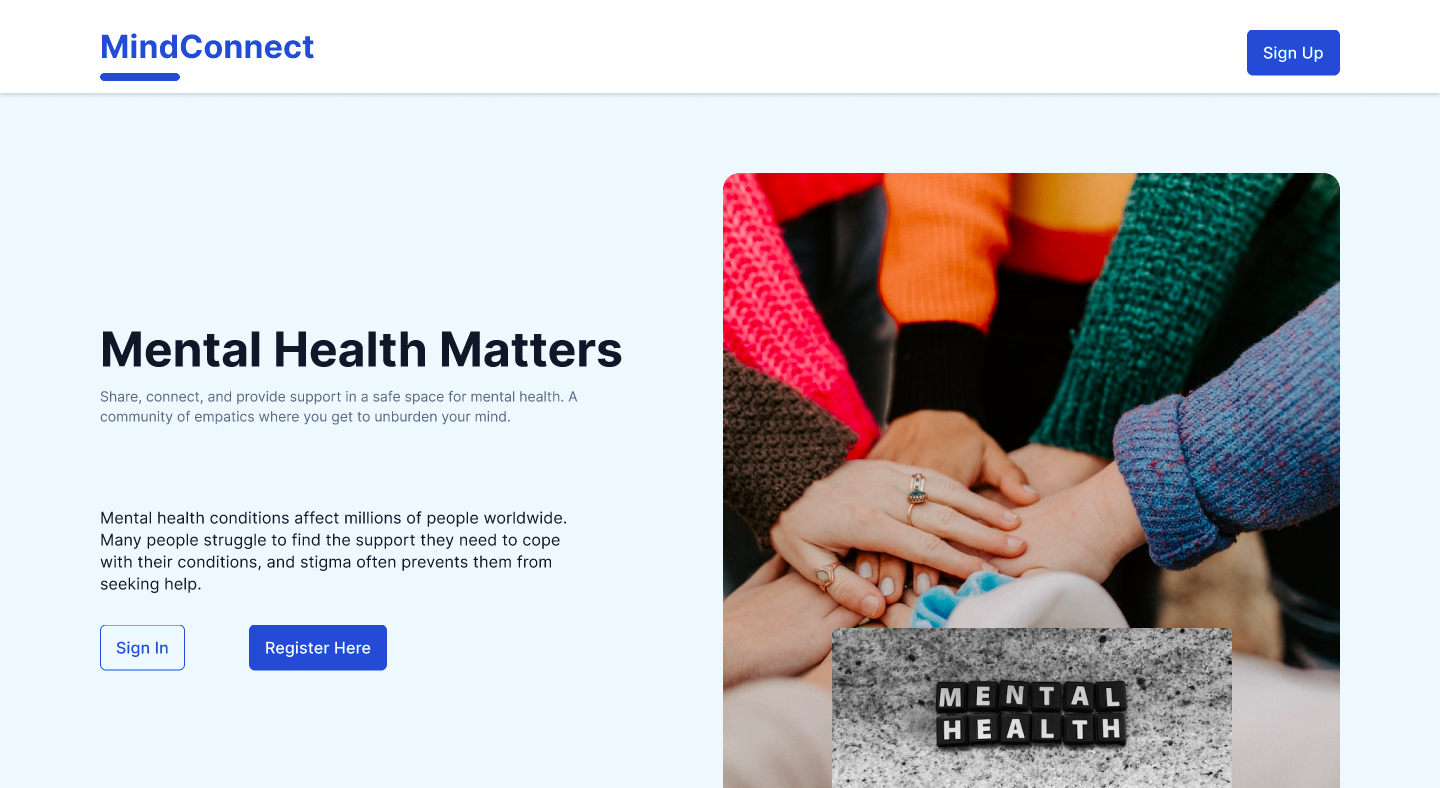 MindConnect
Sign Up
Mental Health Matters
Share, connect, and provide support in a safe space for mental health. A
community of empatics where you get to unburden your mind.
Mental health conditions affect millions of people worldwide.
Many people struggle to find the support they need to cope
with their conditions, and stigma often prevents them from
seeking help.
Sign In
Register Here
MENTAL
HEALTH